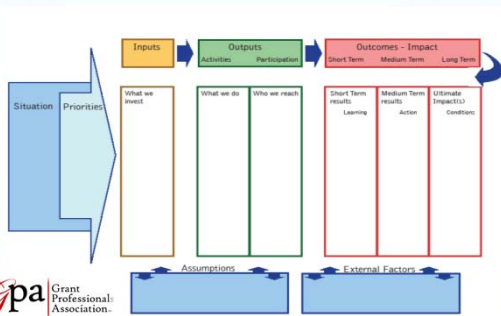 Inputs
Outputs
Activities Participation
Outcomes - Impact
Short Term Medium Term Long Term
Situation
Priorities
What we
invest
What we do
Who we reach
Short Term
results
Learning
Medium Term
results
Action
Ultimate
Impact(s)
Conditions
Assumptions
External Factors
gpa
Grant
Professionals
Association